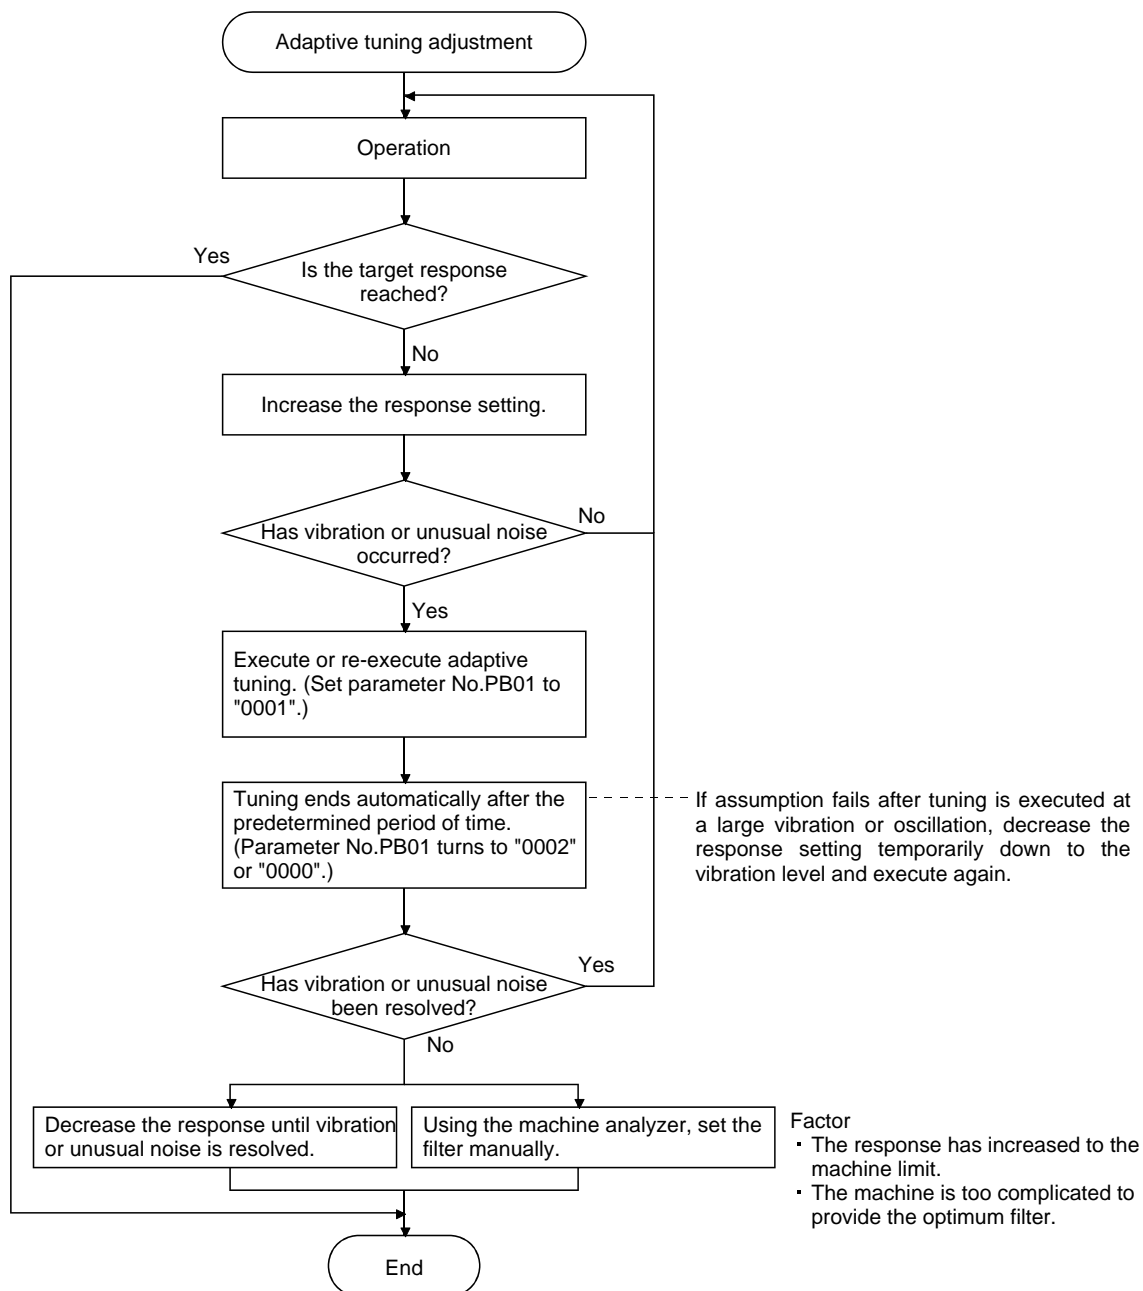 Adaptive tuning adjustment
Operation
Yes
Is the target response
reached?
No
Increase the response setting.
No
Has vibration or unusual noise
occurred?
Yes
Execute or re-execute adaptive
tuning. (Set parameter No.PB01 to
"0001".)
Tuning ends automatically after the
predetermined period of time.
(Parameter No.PB01 turns to "0002"
or "0000".)
If assumption fails after tuning is executed at
a large vibration or oscillation, decrease the
response setting temporarily down to the
vibration level and execute again.
Yes
Has vibration or unusual noise
been resolved?
No
Decrease the response until vibration
or unusual noise is resolved.
Using the machine analyzer, set the
filter manually.
Factor
· The response has increased to the
machine limit.
· The machine is too complicated to
provide the optimum filter.
End